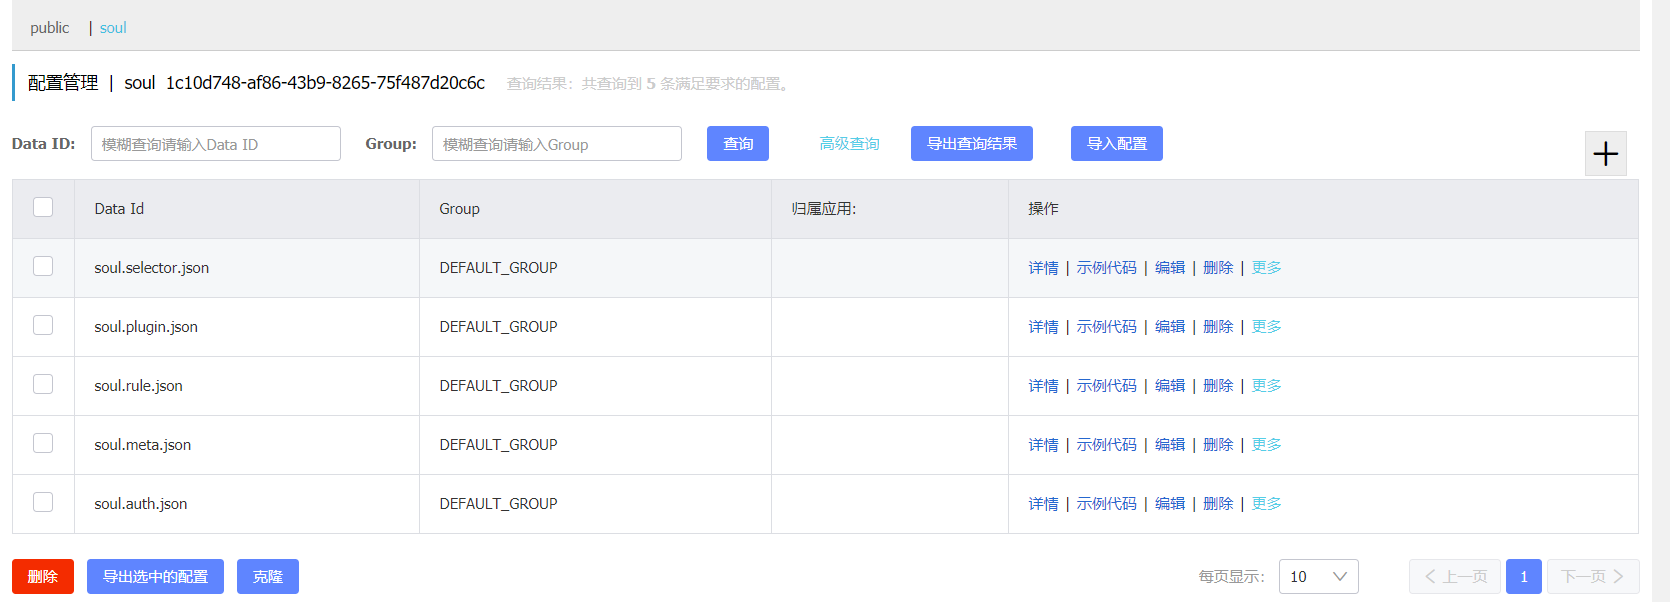 public | soul
配置管理 | soul 1c10d748-af86-43b9-8265-75f487d20c6c 查询结果：共查询到 5 条满足要求的配置。
Data ID: 模糊查询请输入Data ID Group: 模糊查询请输入Group 查询 高级查询 导出查询结果 导入配置
Data Id Group 归属应用: 操作
soul.selector.json DEFAULT_GROUP 详情 | 示例代码 | 编辑 | 删除 | 更多
soul.plugin.json DEFAULT_GROUP 详情 | 示例代码 | 编辑 | 删除 | 更多
soul.rule.json DEFAULT_GROUP 详情 | 示例代码 | 编辑 | 删除 | 更多
soul.meta.json DEFAULT_GROUP 详情 | 示例代码 | 编辑 | 删除 | 更多
soul.auth.json DEFAULT_GROUP 详情 | 示例代码 | 编辑 | 删除 | 更多
删除 导出选中的配置 克隆 每页显示: 10 上一页 1 下一页